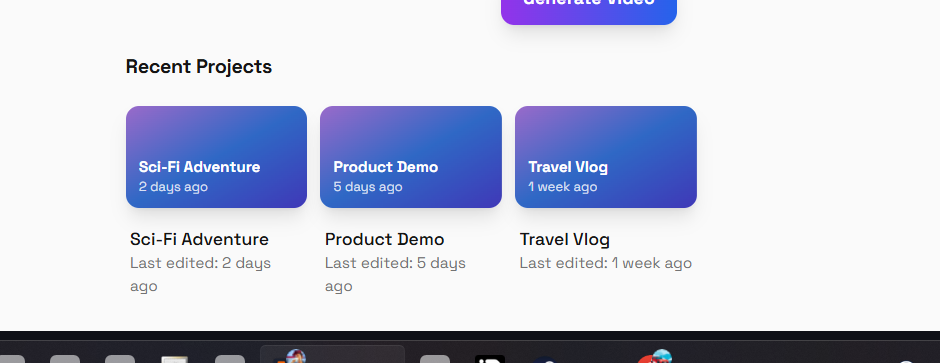 Generate Video
Recent Projects
Sci-Fi Adventure
2 days ago
Product Demo
5 days ago
Travel Vlog
1 week ago
Sci-Fi Adventure
Last edited: 2 days
ago
Product Demo
Last edited: 5 days
ago
Travel Vlog
Last edited: 1 week ago